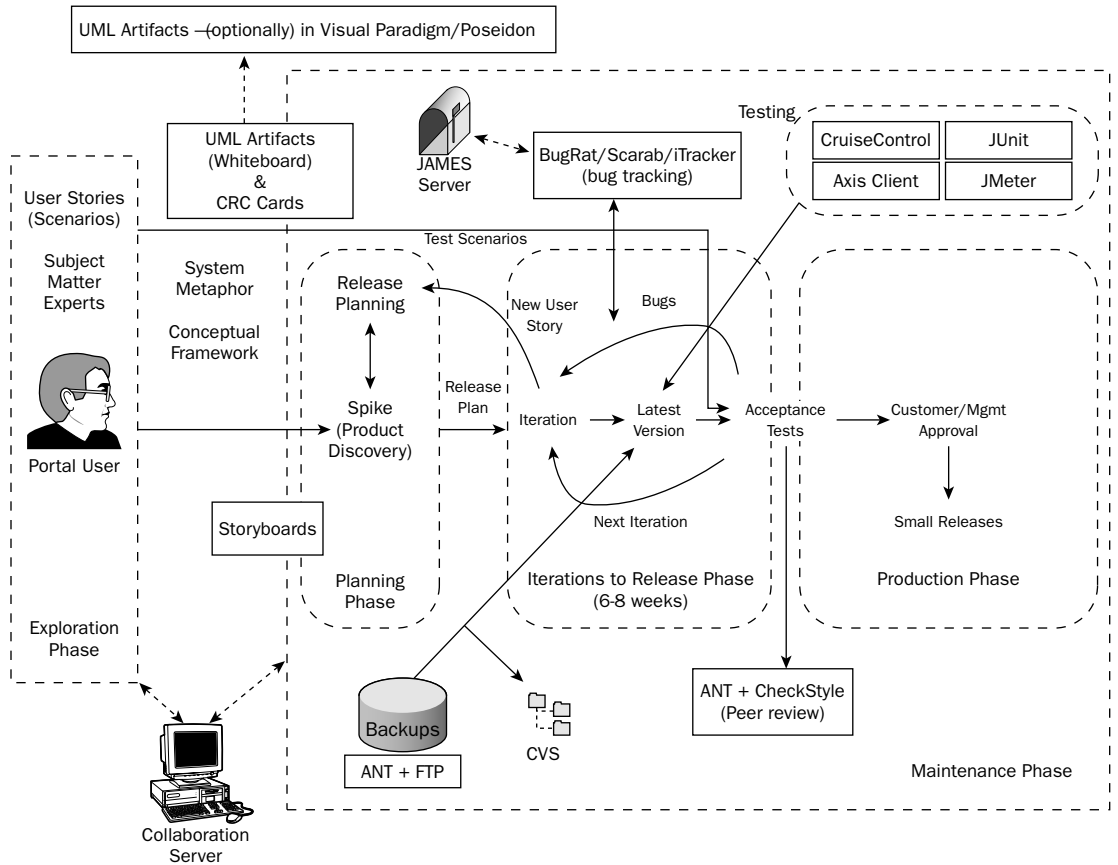 UML Artifacts —(optionally) in Visual Paradigm/Poseidon
UML Artifacts
(Whiteboard)
&
CRC Cards
JAMES
Server
BugRat/Scarab/iTracker
(bug tracking)
Testing
CruiseControl
JUnit
Axis Client
JMeter
User Stories
(Scenarios)
Subject
Matter
Experts
Portal User
Exploration
Phase
System
Metaphor
Conceptual
Framework
Test Scenarios
Release
Planning
Spike
(Product
Discovery)
Storyboards
Planning
Phase
Release
Plan
New User
Story
Bugs
Iteration
Latest
Version
Next Iteration
Iterations to Release Phase
(6-8 weeks)
Acceptance
Tests
Customer/Mgmt
Approval
Small Releases
Production Phase
ANT + CheckStyle
(Peer review)
Backups
ANT + FTP
CVS
Maintenance Phase
Collaboration
Server